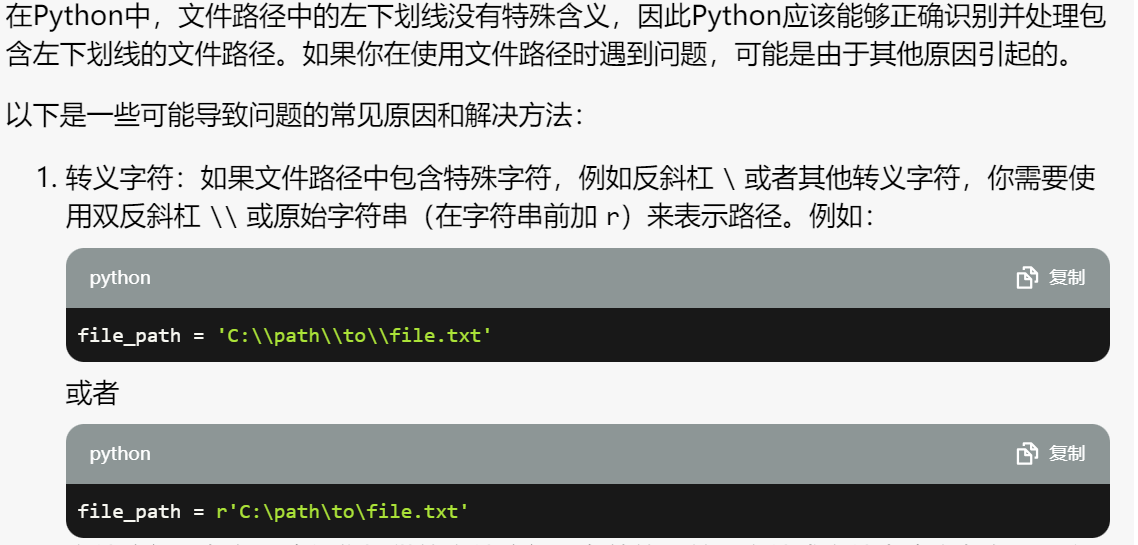 在Python中，文件路径中的左下划线没有特殊含义，因此Python应该能够正确识别并处理包
含左下划线的文件路径。如果你在使用文件路径时遇到问题，可能是由于其他原因引起的。
以下是一些可能导致问题的常见原因和解决方法：
1. 转义字符：如果文件路径中包含特殊字符，例如反斜杠 \ 或者其他转义字符，你需要使
用双反斜杠 \\ 或原始字符串（在字符串前加 r）来表示路径。例如：
python 复制
file_path = 'C:\\path\\to\\file.txt'
或者
python 复制
file_path = r'C:\path\to\file.txt'